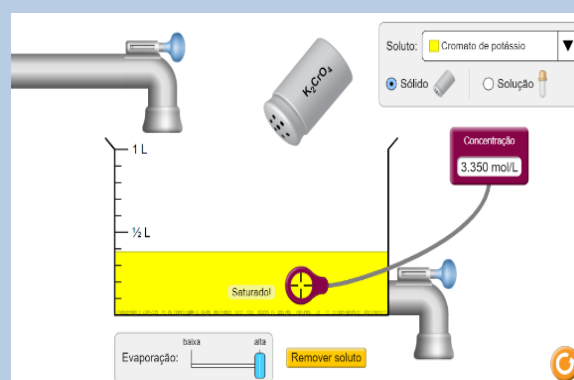 Soluto: Cromato de potássio
Sólido Solução
K₂CrO₄
Concentração
3.350 mol/L
1 L
½ L
Saturado!
baixa alta
Evaporação:
Remover soluto